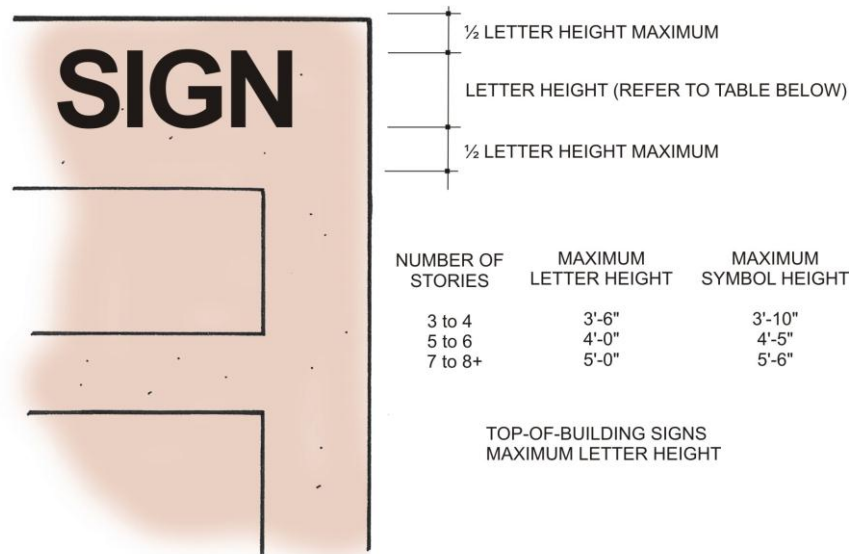 SIGN
½ LETTER HEIGHT MAXIMUM
LETTER HEIGHT (REFER TO TABLE BELOW)
½ LETTER HEIGHT MAXIMUM
NUMBER OF STORIES MAXIMUM LETTER HEIGHT MAXIMUM SYMBOL HEIGHT
3 to 4 3'-6" 3'-10"
5 to 6 4'-0" 4'-5"
7 to 8+ 5'-0" 5'-6"
TOP-OF-BUILDING SIGNS
MAXIMUM LETTER HEIGHT